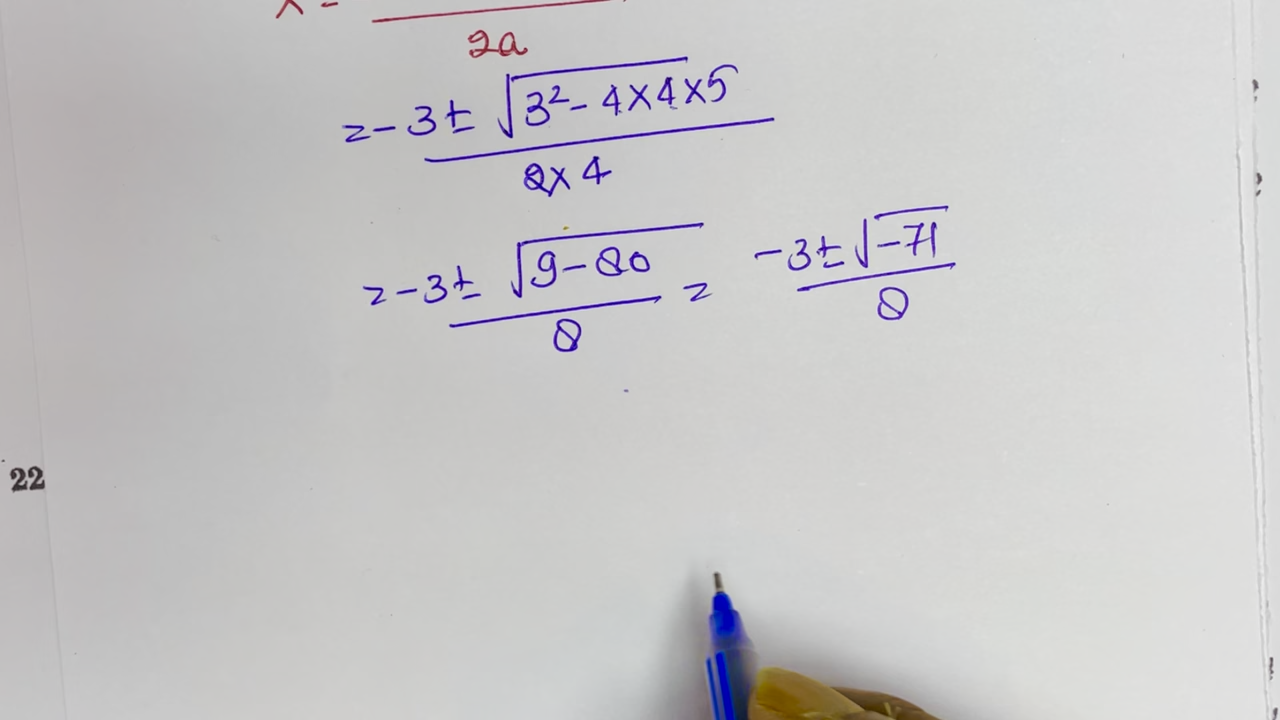 2a
= -3 ± √3² - 4×4×5
2×4
= -3 ± √9-80 = -3 ± √-71
8 8
22